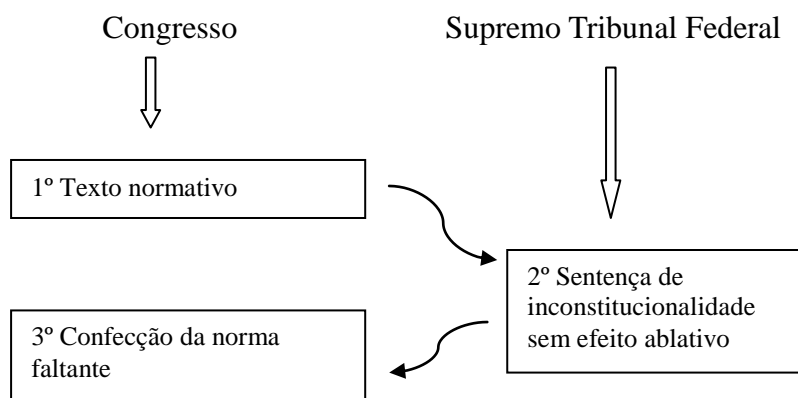 Congresso
Supremo Tribunal Federal
1º Texto normativo
2º Sentença de
inconstitucionalidade
sem efeito ablativo
3º Confecção da norma
faltante